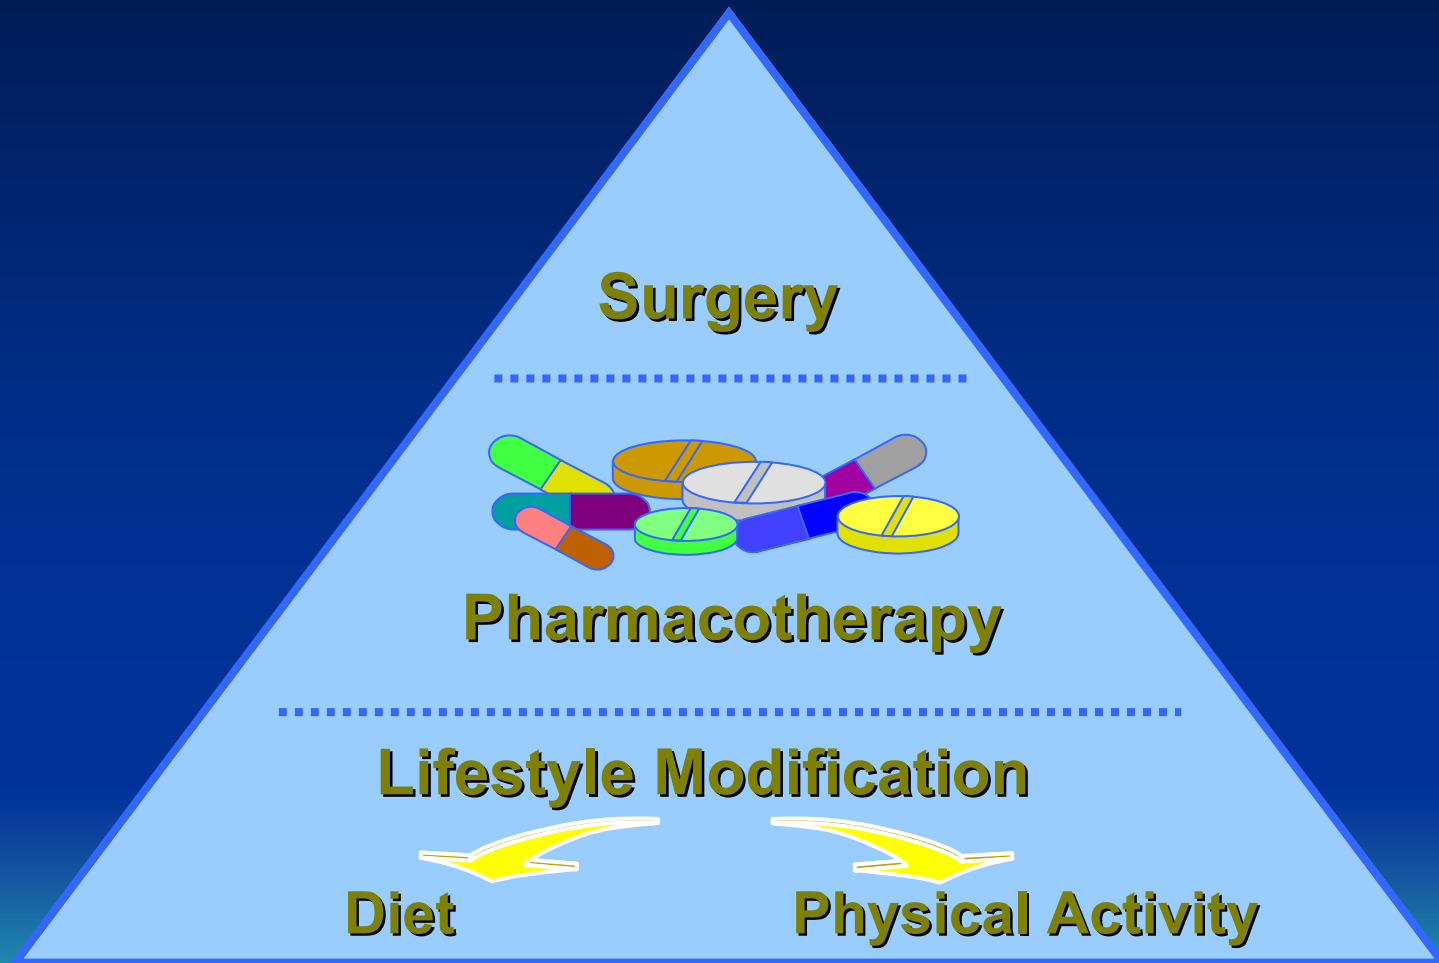 Surgery
Pharmacotherapy
Lifestyle Modification
Diet
Physical Activity